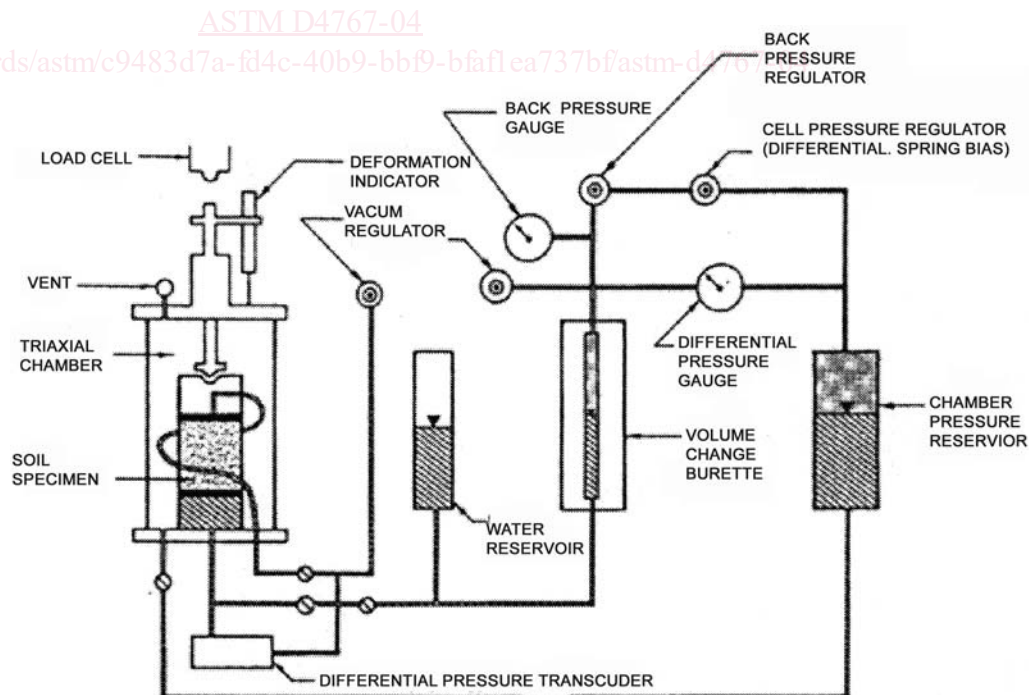 ASTM D4767-04
rds/astm/c9483d7a-fd4c-40b9-bbf9-bfaf1ea737bf/astm-d4767-04
BACK
PRESSURE
REGULATOR
BACK PRESSURE
GAUGE
CELL PRESSURE REGULATOR
(DIFFERENTIAL. SPRING BIAS)
LOAD CELL
DEFORMATION
INDICATOR
VACUM
REGULATOR
VENT
TRIAXIAL
CHAMBER
DIFFERENTIAL
PRESSURE
GAUGE
CHAMBER
PRESSURE
RESERVIOR
VOLUME
CHANGE
BURETTE
SOIL
SPECIMEN
WATER
RESERVOIR
DIFFERENTIAL PRESSURE TRANSCUDER